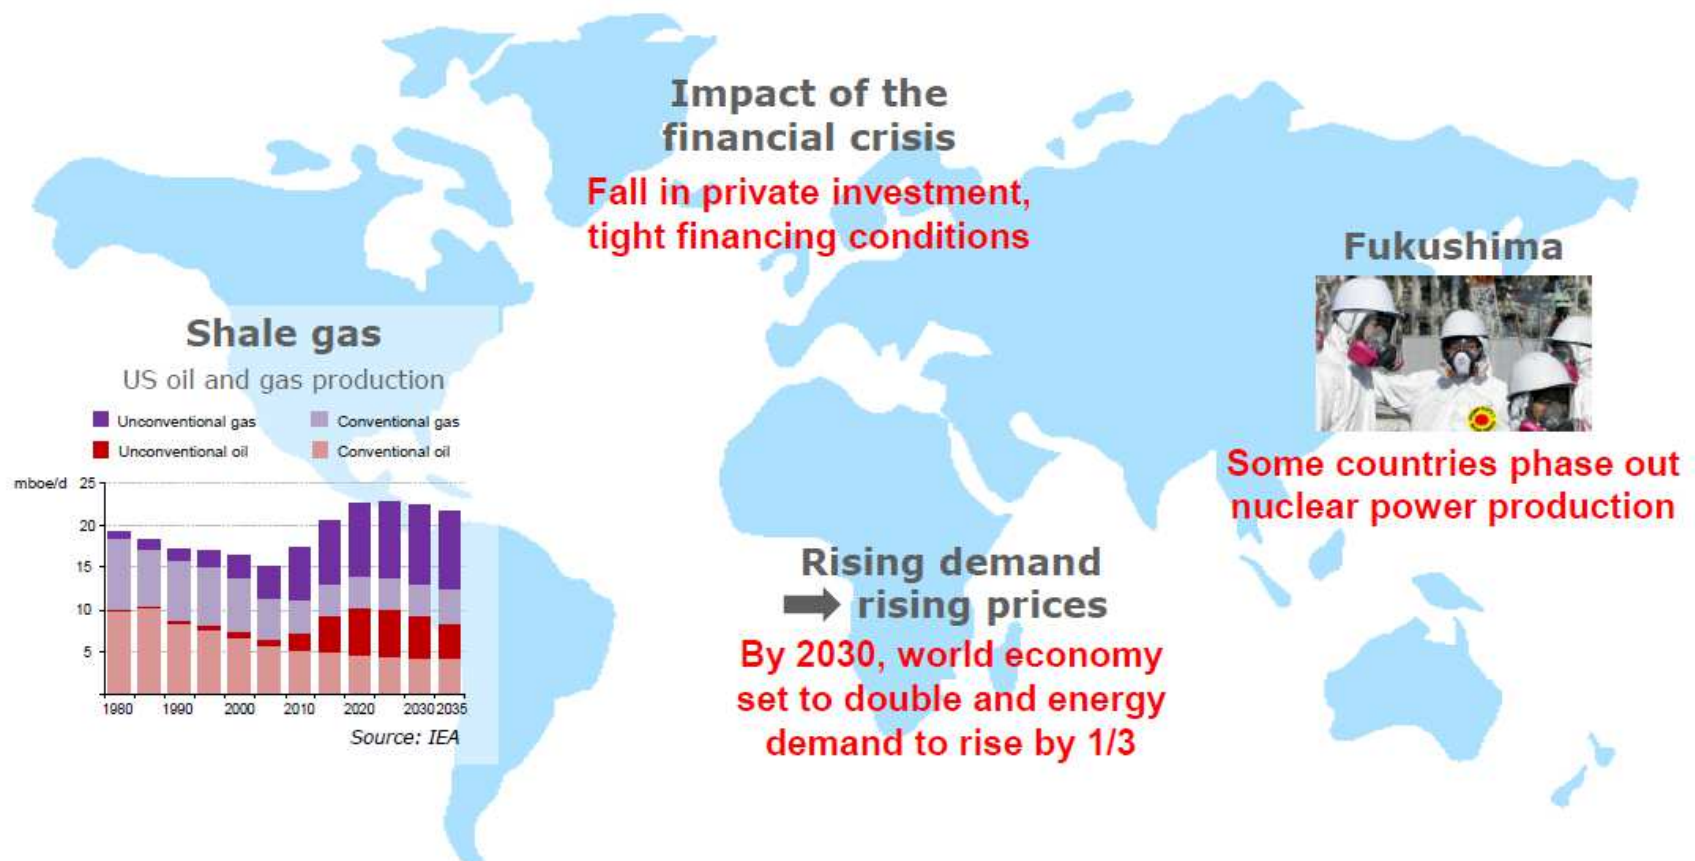 Impact of the
financial crisis
Fall in private investment,
tight financing conditions
Fukushima
Some countries phase out
nuclear power production
Shale gas
US oil and gas production
Unconventional gas
Conventional gas
Unconventional oil
Conventional oil
mboe/d
25
20
15
10
5
1980 1990 2000 2010 2020 2030 2035
Source: IEA
Rising demand
rising prices
By 2030, world economy
set to double and energy
demand to rise by 1/3